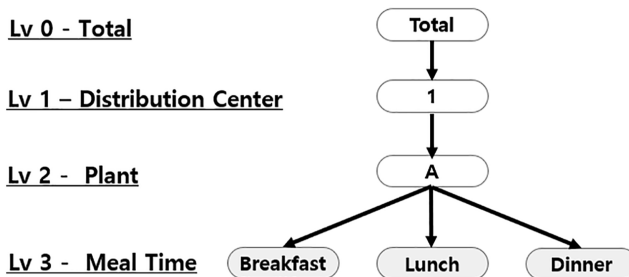 Lv 0 - Total
Total
Lv 1 – Distribution Center
1
Lv 2 - Plant
A
Lv 3 - Meal Time
Breakfast
Lunch
Dinner